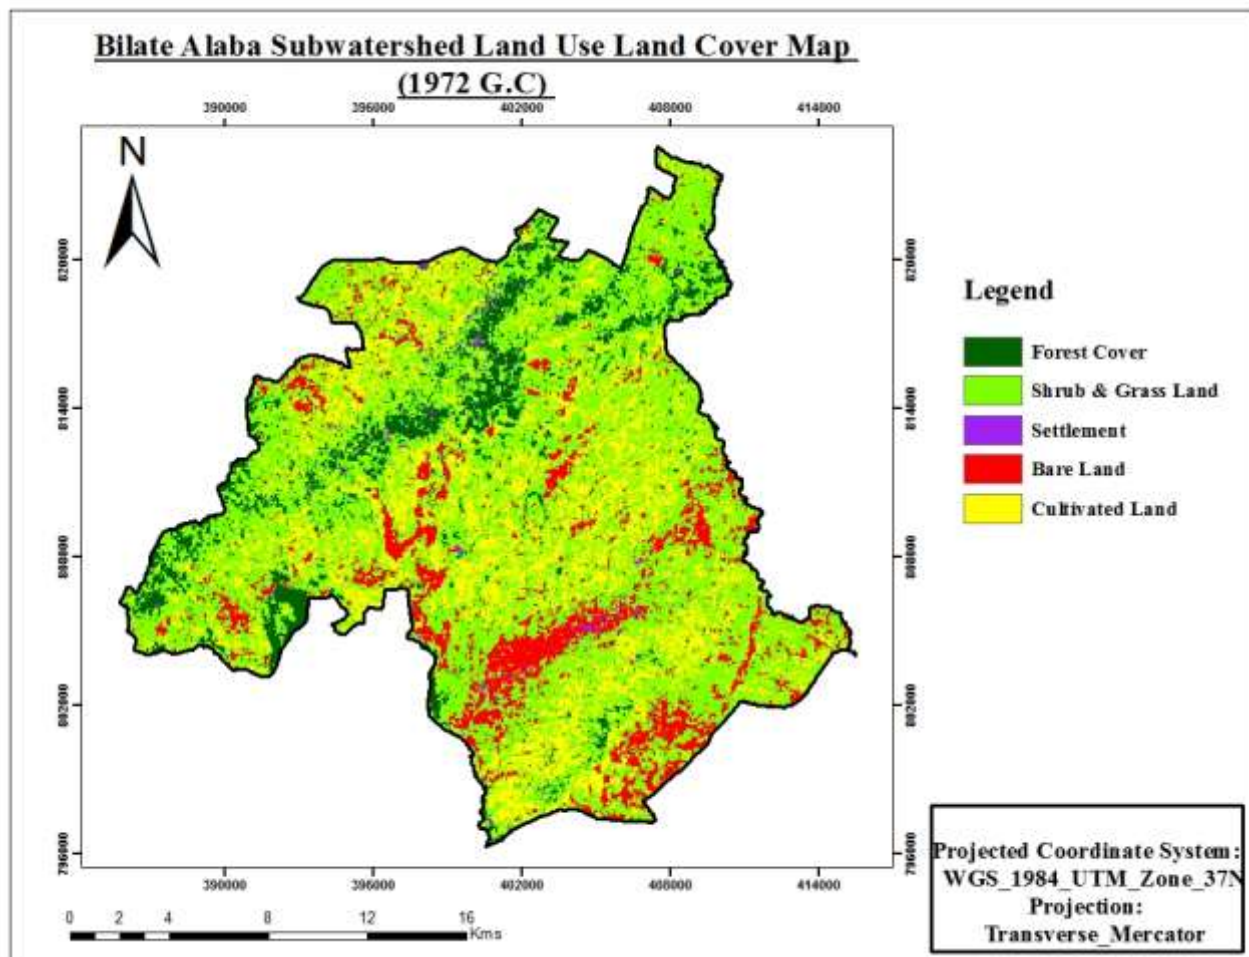 Bilate Alaba Subwatershed Land Use Land Cover Map
(1972 G.C)
390000 396000 402000 408000 414000
N
820000 820000
814000 814000
808000 808000
802000 802000
796000 796000
390000 396000 402000 408000 414000
Legend
Forest Cover
Shrub & Grass Land
Settlement
Bare Land
Cultivated Land
0 2 4 8 12 16
Kms
Projected Coordinate System:
WGS_1984_UTM_Zone_37N
Projection:
Transverse_Mercator